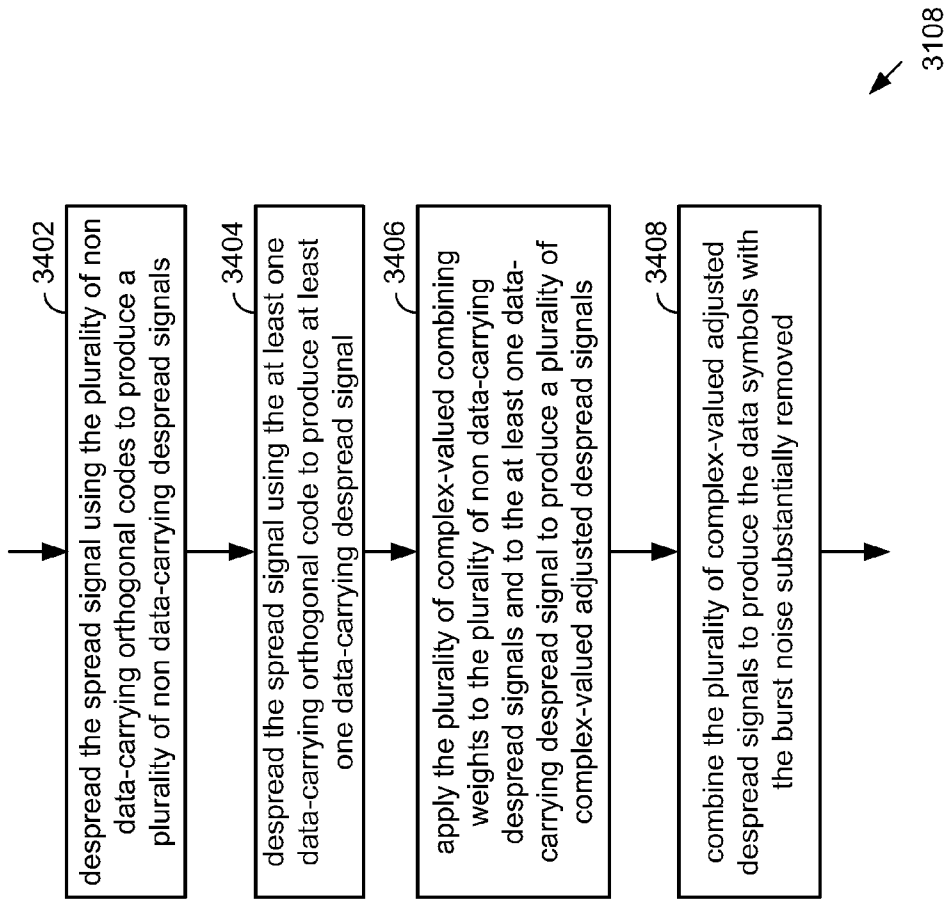 3402
despread the spread signal using the plurality of non
data-carrying orthogonal codes to produce a
plurality of non data-carrying despread signals
3404
despread the spread signal using the at least one
data-carrying orthogonal code to produce at least
one data-carrying despread signal
3406
apply the plurality of complex-valued combining
weights to the plurality of non data-carrying
despread signals and to the at least one data-
carrying despread signal to produce a plurality of
complex-valued adjusted despread signals
3408
combine the plurality of complex-valued adjusted
despread signals to produce the data symbols with
the burst noise substantially removed
3108